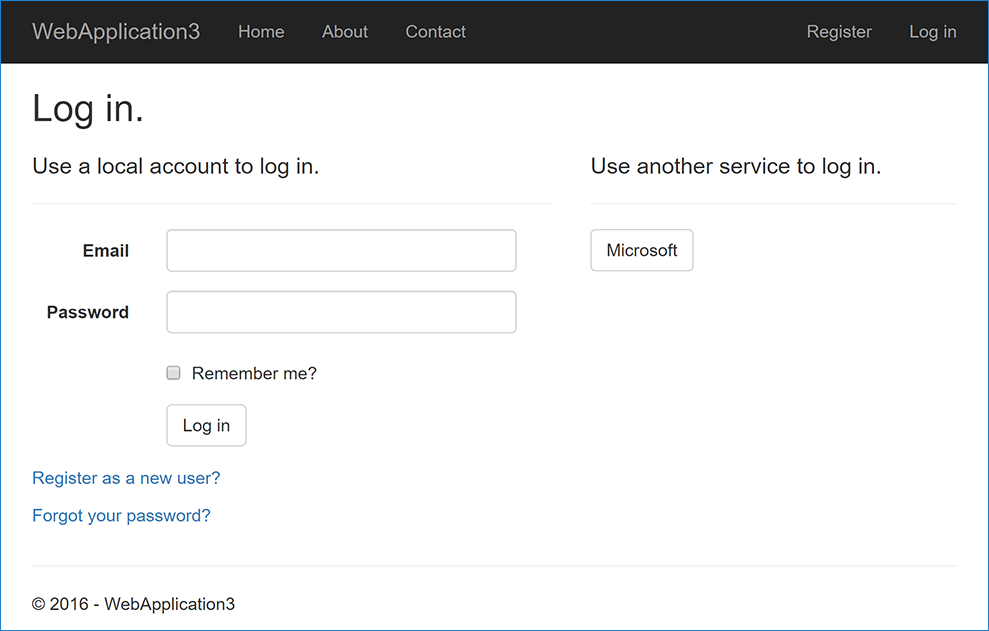 WebApplication3 Home About Contact Register Log in
Log in.
Use a local account to log in.
Email
Password
Remember me?
Log in
Register as a new user?
Forgot your password?
Use another service to log in.
Microsoft
© 2016 - WebApplication3